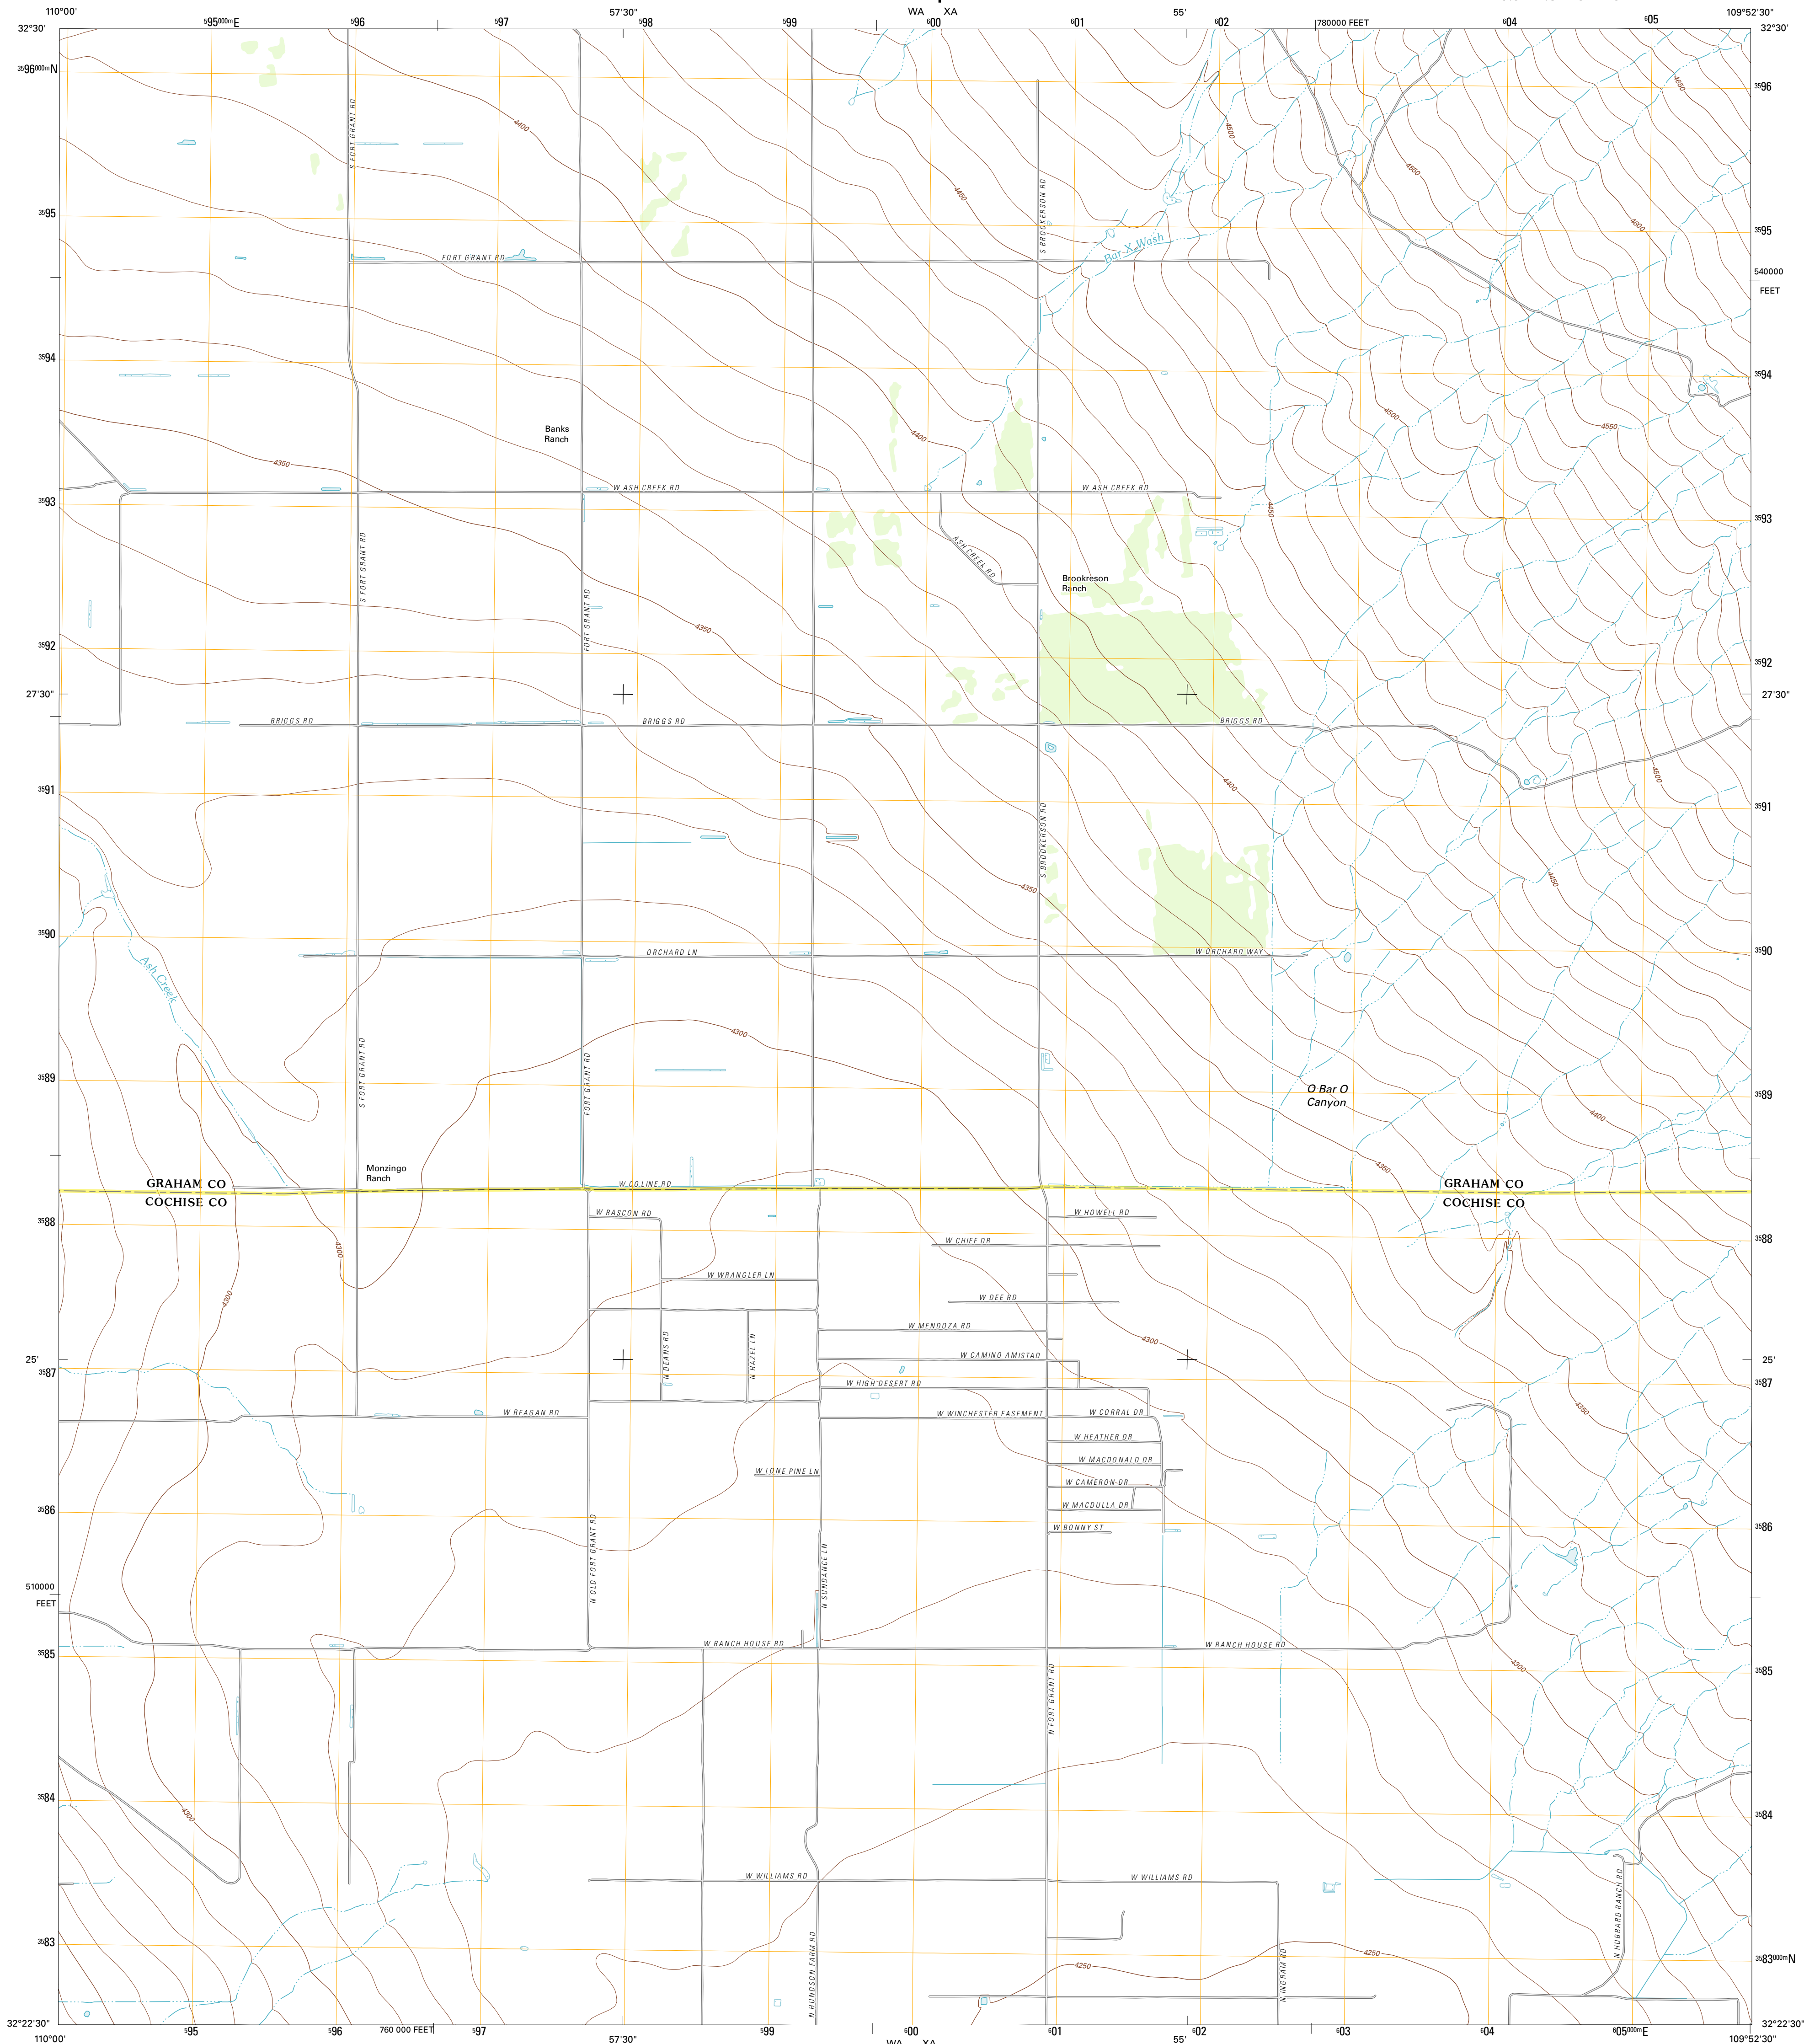 110°00'
595000mE
596
597
57'30"
598
599
WA XA
600
601
55'
602
780000 FEET
604
605
109°52'30"
32°30'
32°30'
3596000mN
3596
4650
S FORT GRANT RD
4400
4500
4550
4450
S BROOKERSON RD
3595
3595
4600
Bar X Wash
FORT GRANT RD
540000
FEET
3594
3594
4500
4550
Banks
Ranch
4400
4350
W ASH CREEK RD
W ASH CREEK RD
3593
3593
4450
S FORT GRANT RD
ASH CREEK RD
Brookreson
Ranch
FORT GRANT RD
4350
3592
3592
27'30"
27'30"
BRIGGS RD
BRIGGS RD
BRIGGS RD
4500
4400
3591
3591
S BROOKERSON RD
4350
4450
3590
3590
ORCHARD LN
W ORCHARD WAY
Ash Creek
4300
S FORT GRANT RD
FORT GRANT RD
3589
3589
O Bar O
Canyon
4400
4350
Monzingo
Ranch
GRAHAM CO
COCHISE CO
W CO LINE RD
GRAHAM CO
COCHISE CO
W RASCON RD
W HOWELL RD
3588
3588
W CHIEF DR
4300
W WRANGLER LN
4300
W DEE RD
W MENDOZA RD
4300
N DEANS RD
N HAZEL LN
W CAMINO AMISTAD
25'
25'
3587
3587
W HIGH DESERT RD
4350
W REAGAN RD
W WINCHESTER EASEMENT
W CORRAL DR
W HEATHER DR
W MACDONALD DR
W LONE PINE LN
W CAMERON DR
W MACDULLA DR
3586
3586
W BONNY ST
N OLD FORT GRANT RD
N SUNDANCE LN
510000
FEET
W RANCH HOUSE RD
W RANCH HOUSE RD
3585
3585
4300
N FORT GRANT RD
3584
3584
4300
W WILLIAMS RD
W WILLIAMS RD
N HUBBARD RANCH RD
3583
3583000mN
N HUNDSON FARM RD
4250
4250
N INGRAM RD
32°22'30"
32°22'30"
110°00'
595
596
760 000 FEET
597
57'30"
599
600
WA XA
601
55'
602
603
604
605000mE
109°52'30"